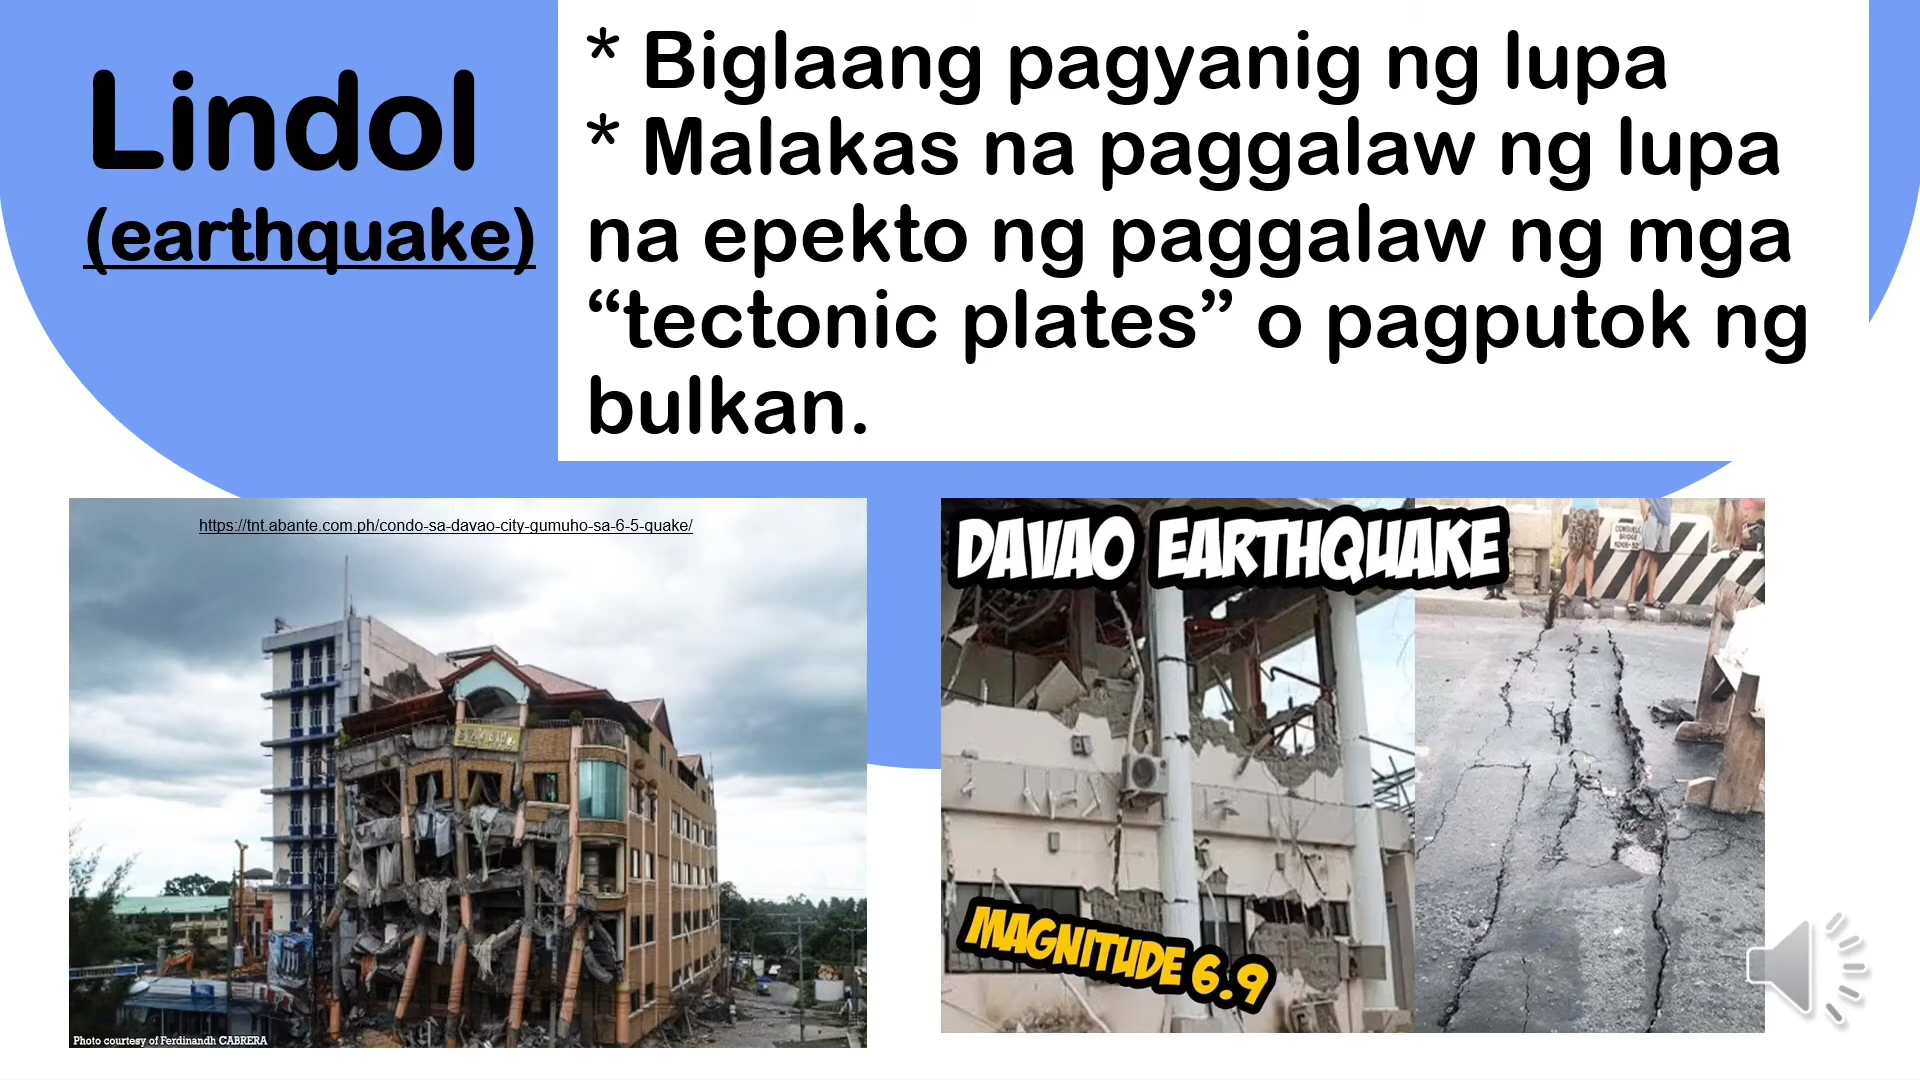 Lindol
(earthquake)
* Biglaang pagyanig ng lupa
* Malakas na paggalaw ng lupa
na epekto ng paggalaw ng mga
“tectonic plates” o pagputok ng
bulkan.
https://tnt.abante.com.ph/condo-sa-davao-city-gumuho-sa-6-5-quake/
Photo courtesy of Ferdinandh CABRERA
DAVAO EARTHQUAKE
MAGNITUDE 6.9
BRIDGE